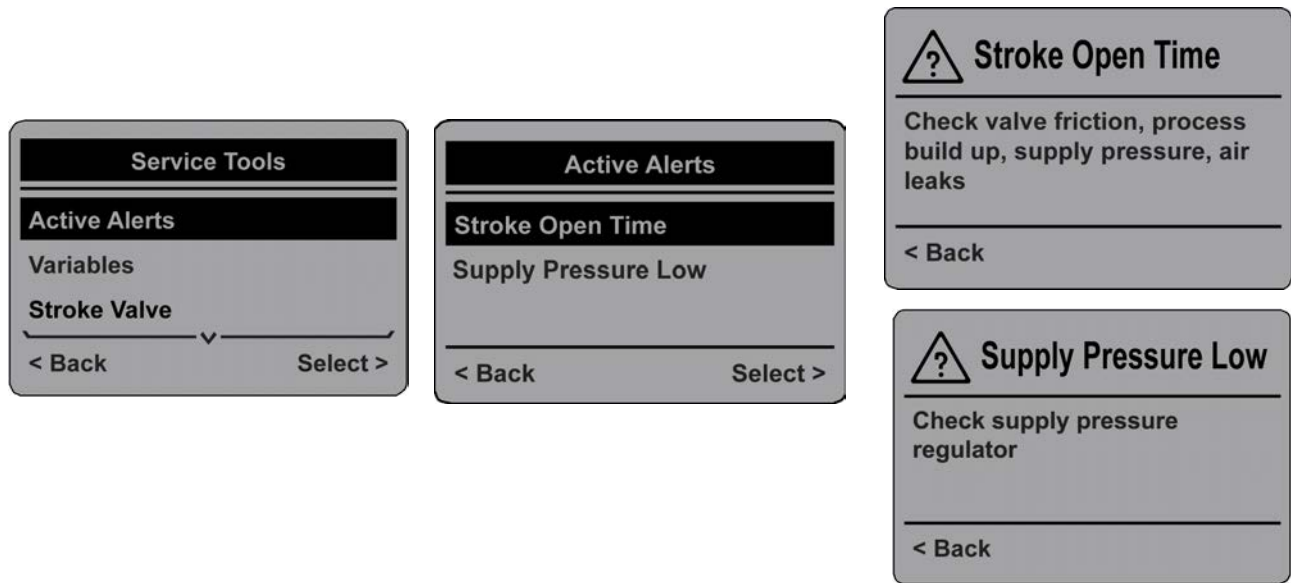 Service Tools
Active Alerts
Variables
Stroke Valve
< Back Select >
Active Alerts
Stroke Open Time
Supply Pressure Low
< Back Select >
? Stroke Open Time
Check valve friction, process
build up, supply pressure, air
leaks
< Back
? Supply Pressure Low
Check supply pressure
regulator
< Back